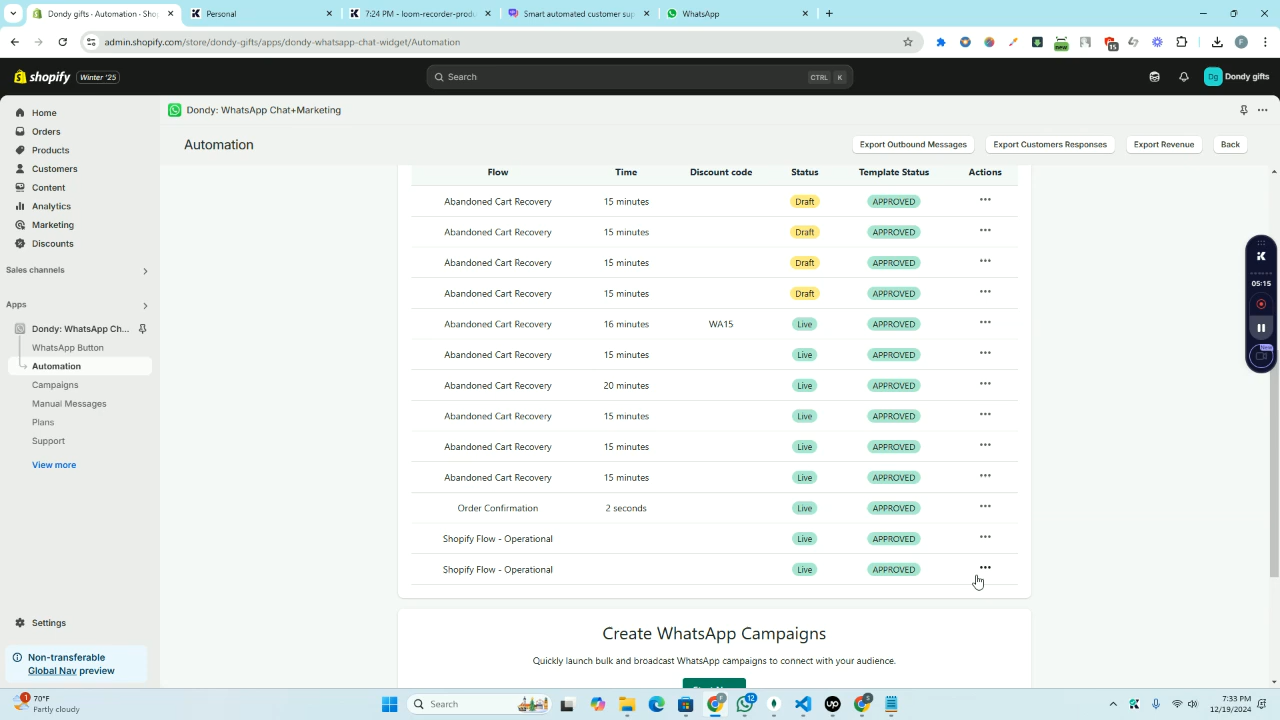 Dondy gifts - Automation - Sho
Personal
7:24 PM - loom-recorder-produ
Smart automated customer sup
WhatsApp
admin.shopify.com/store/dondy-gifts/apps/dondy-whatsapp-chat-widget/Automation
new
15
F
shopify
Winter '25
Search
CTRL K
Dg
Dondy gifts
Home
Orders
Products
Customers
Content
Analytics
Marketing
Discounts
Sales channels
Apps
Dondy: WhatsApp Ch...
WhatsApp Button
Automation
Campaigns
Manual Messages
Plans
Support
View more
Settings
Non-transferable
Global Nav preview
Dondy: WhatsApp Chat+Marketing
Automation
Export Outbound Messages
Export Customers Responses
Export Revenue
Back
Flow Time Discount code Status Template Status Actions
Abandoned Cart Recovery 15 minutes Draft APPROVED
Abandoned Cart Recovery 15 minutes Draft APPROVED
Abandoned Cart Recovery 15 minutes Draft APPROVED
Abandoned Cart Recovery 15 minutes Draft APPROVED
Abandoned Cart Recovery 16 minutes WA15 Live APPROVED
Abandoned Cart Recovery 15 minutes Live APPROVED
Abandoned Cart Recovery 20 minutes Live APPROVED
Abandoned Cart Recovery 15 minutes Live APPROVED
Abandoned Cart Recovery 15 minutes Live APPROVED
Abandoned Cart Recovery 15 minutes Live APPROVED
Order Confirmation 2 seconds Live APPROVED
Shopify Flow - Operational Live APPROVED
Shopify Flow - Operational Live APPROVED
Create WhatsApp Campaigns
Quickly launch bulk and broadcast WhatsApp campaigns to connect with your audience.
05:15
New
1
70°F
Partly cloudy
Search
12
up
7:33 PM
12/19/2024